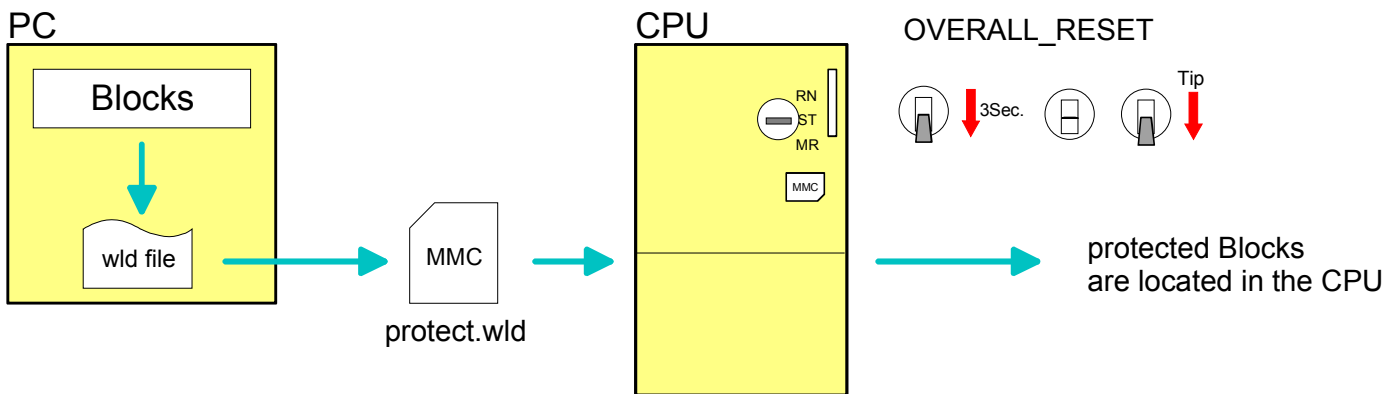 PC
Blocks
wld file
MMC
protect.wld
CPU
RN
ST
MR
MMC
OVERALL_RESET
3Sec.
Tip
protected Blocks
are located in the CPU